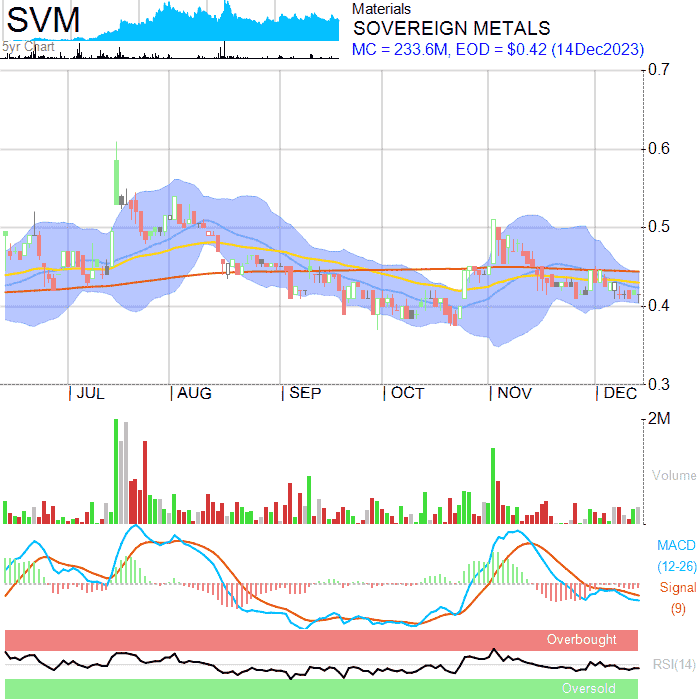 SVM
5yr Chart
Materials
SOVEREIGN METALS
MC = 233.6M, EOD = $0.42 (14Dec2023)
0.7
0.6
0.5
0.4
0.3
JUL AUG SEP OCT NOV DEC
2M
Volume
MACD
(12-26)
Signal
(9)
Overbought
RSI(14)
Oversold